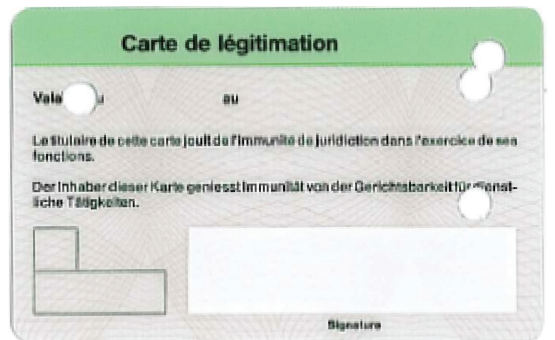 Carte de légitimation
au
Le titulaire de cette carte jouit de l'immunité de juridiction dans l'exercice de ses
fonctions.
Der Inhaber dieser Karte geniesst Immunität von der Gerichtsbarkeit für dienst-
liche Tätigkeiten.
Signature